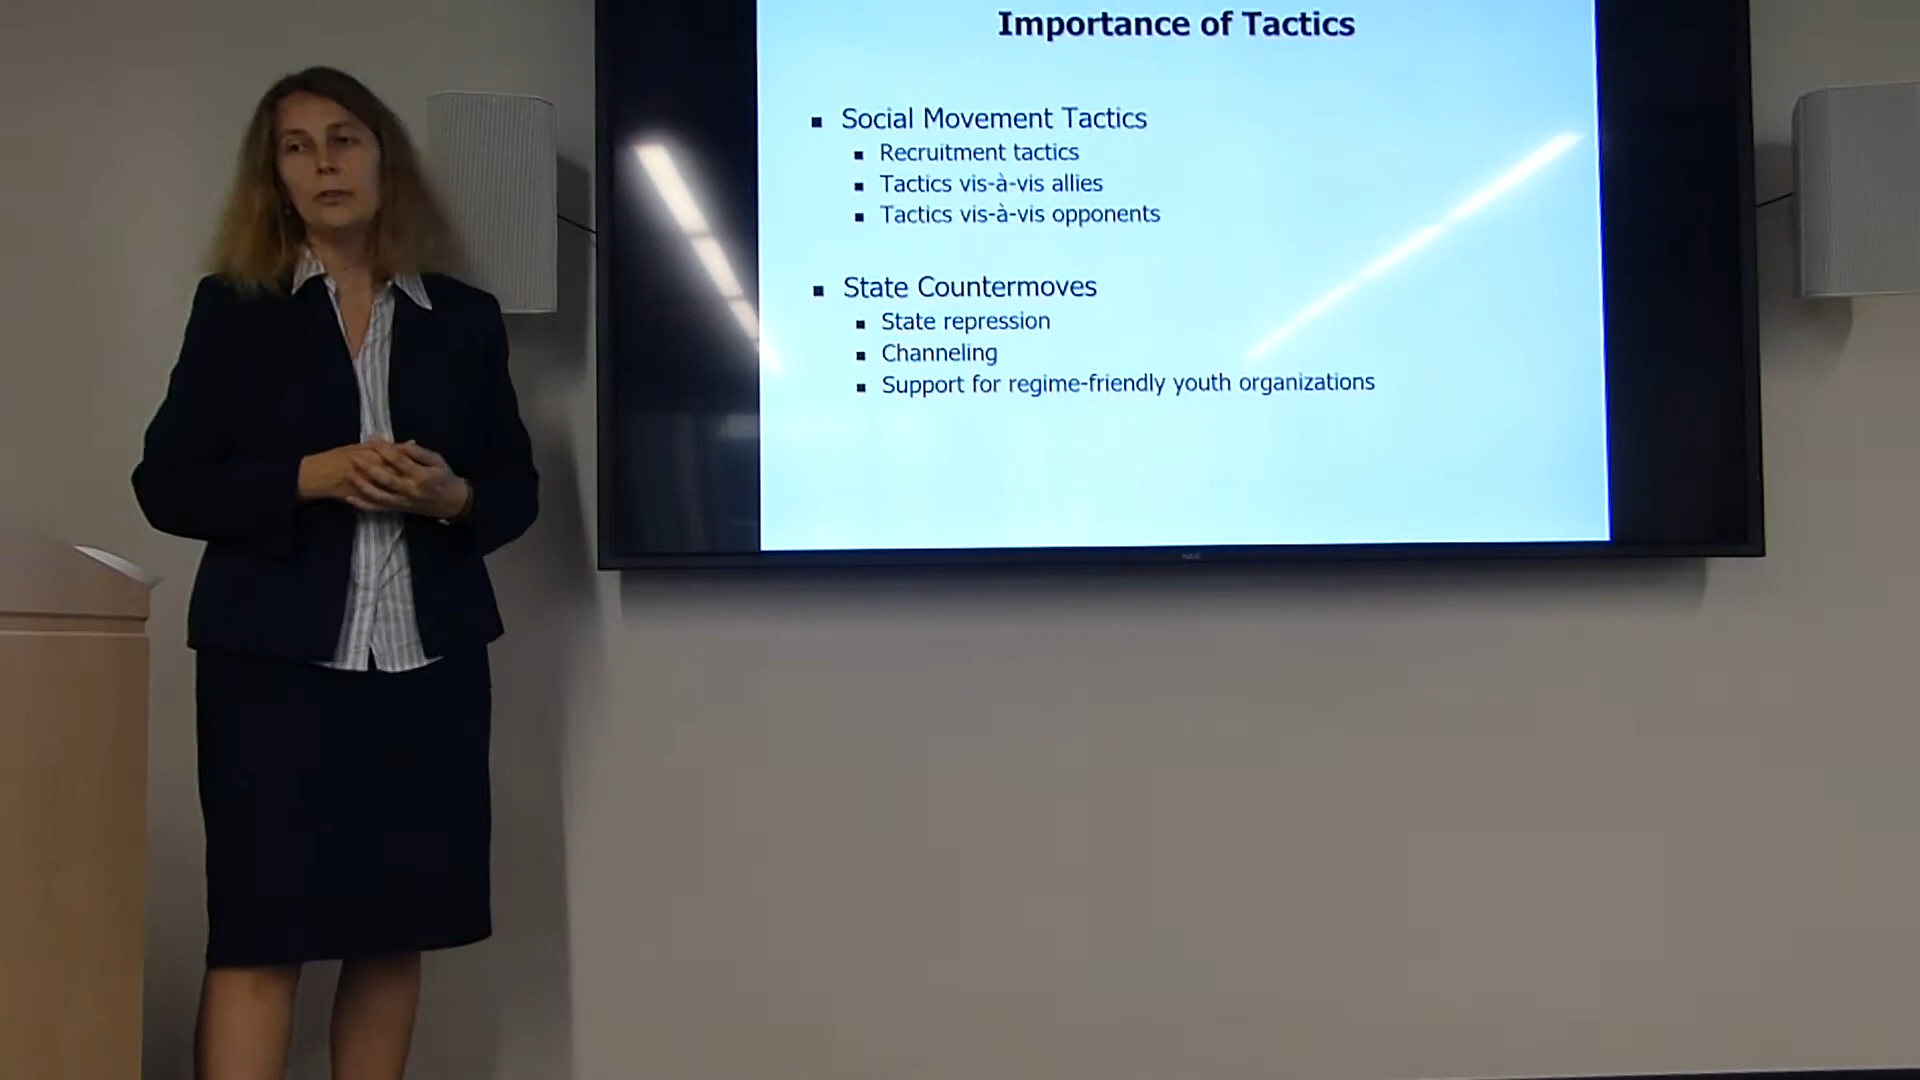 Importance of Tactics
Social Movement Tactics
Recruitment tactics
Tactics vis-à-vis allies
Tactics vis-à-vis opponents
State Countermoves
State repression
Channeling
Support for regime-friendly youth organizations
NEC